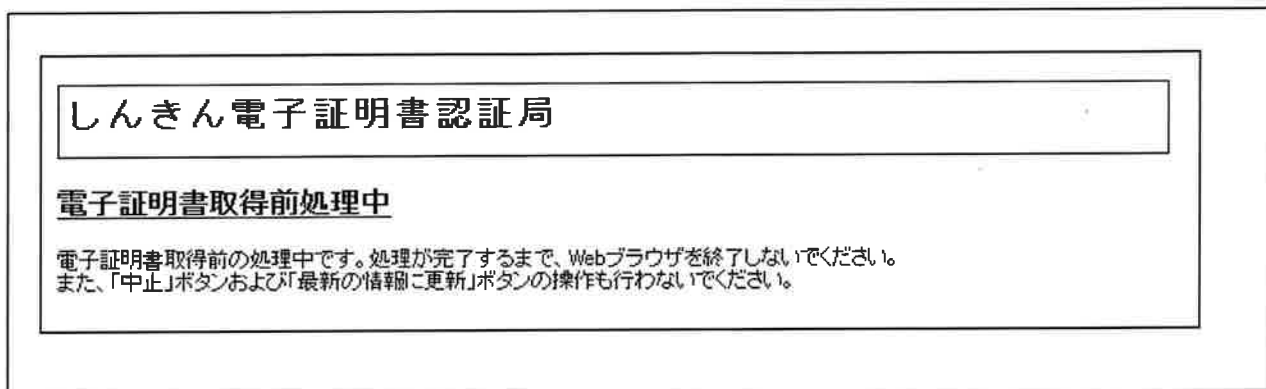 しんきん電子証明書認証局
電子証明書取得前処理中
電子証明書取得前の処理中です。処理が完了するまで、Webブラウザを終了しないでください。
また、「中止」ボタンおよび「最新の情報に更新」ボタンの操作も行わないでください。